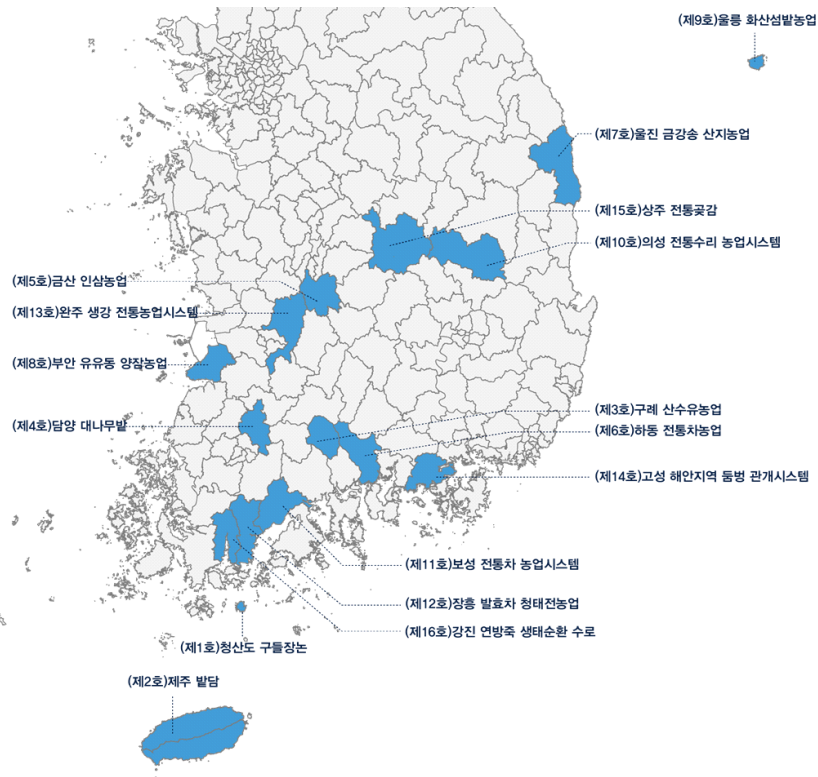 (제9호)울릉 화산섬밭농업
(제7호)울진 금강송 산지농업
(제15호)상주 전통곶감
(제10호)의성 전통수리 농업시스템
(제5호)금산 인삼농업
(제13호)완주 생강 전통농업시스템
(제8호)부안 유유동 양잠농업
(제4호)담양 대나무밭
(제3호)구례 산수유농업
(제6호)하동 전통차농업
(제14호)고성 해안지역 둠벙 관개시스템
(제11호)보성 전통차 농업시스템
(제12호)장흥 발효차 청태전농업
(제16호)강진 연방죽 생태순환 수로
(제1호)청산도 구들장논
(제2호)제주 밭담